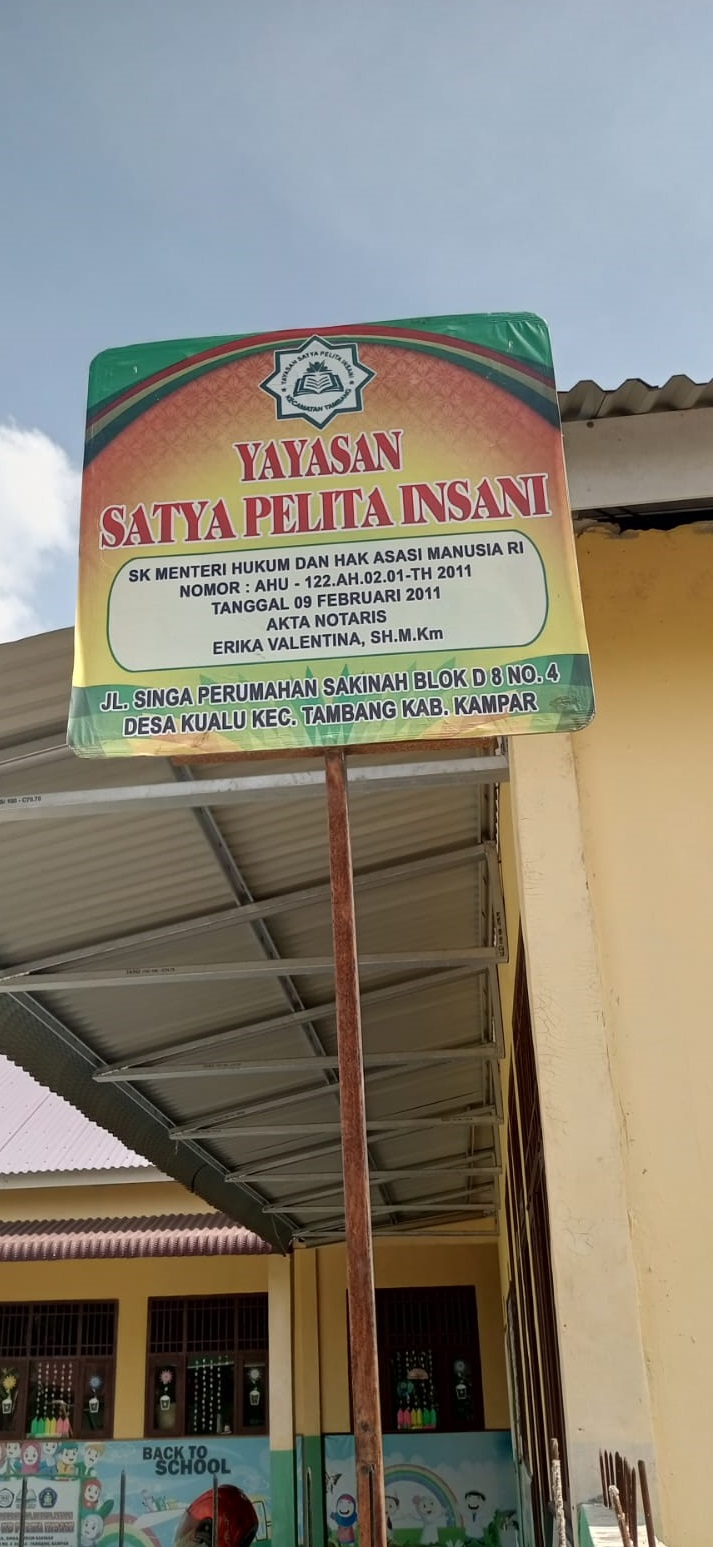 YAYASAN SATYA PELITA INSANI
KECAMATAN TAMBANG
YAYASAN
SATYA PELITA INSANI
SK MENTERI HUKUM DAN HAK ASASI MANUSIA RI
NOMOR : AHU - 122.AH.02.01-TH 2011
TANGGAL 09 FEBRUARI 2011
AKTA NOTARIS
ERIKA VALENTINA, SH.M.Km
JL. SINGA PERUMAHAN SAKINAH BLOK D 8 NO. 4
DESA KUALU KEC. TAMBANG KAB. KAMPAR
BACK TO
SCHOOL